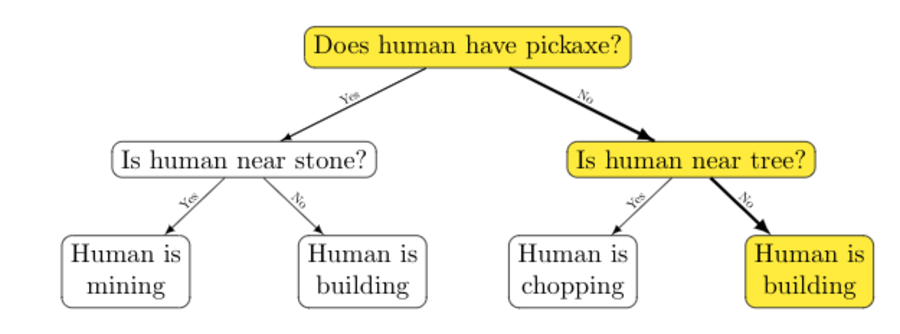 Does human have pickaxe?
Yes
No
Is human near stone?
Is human near tree?
Yes
No
Yes
No
Human is
mining
Human is
building
Human is
chopping
Human is
building